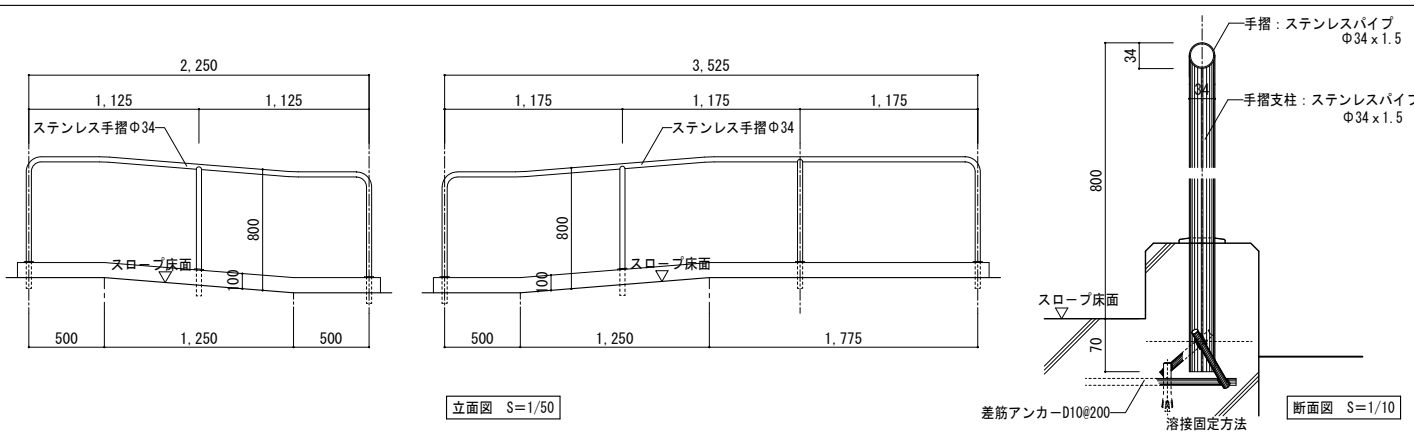 2,250
1,125
1,125
ステンレス手摺Φ34
800
スロープ床面
100
500
1,250
500
3,525
1,175
1,175
1,175
ステンレス手摺Φ34
800
スロープ床面
100
500
1,250
1,775
立面図 S=1/50
手摺：ステンレスパイプ
Φ34ｘ1.5
34
34
手摺支柱：ステンレスパイプ
Φ34ｘ1.5
800
スロープ床面
70
差筋アンカーD10@200
溶接固定方法
断面図 S=1/10